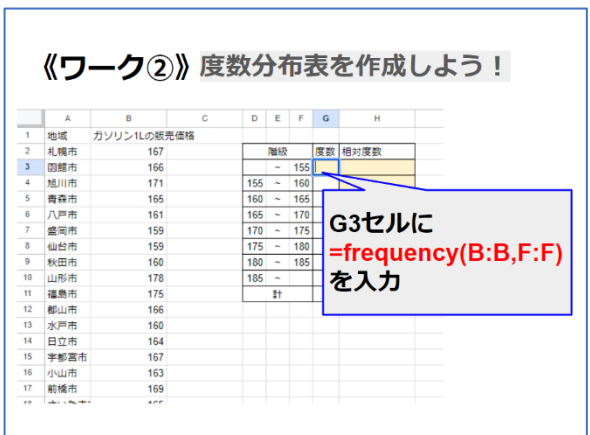 《ワーク②》度数分布表を作成しよう！
A B C D E F G H
1 地域 ガソリン1Lの販売価格
2 札幌市 167 階級 度数 相対度数
3 函館市 166 ~ 155
4 旭川市 171 155 ~ 160
5 青森市 165 160 ~ 165
6 八戸市 161 165 ~ 170
7 盛岡市 159 170 ~ 175
8 仙台市 159 175 ~ 180
9 秋田市 160 180 ~ 185
10 山形市 178 185 ~
11 福島市 175 計
12 郡山市 166
13 水戸市 160
14 日立市 164
15 宇都宮市 167
16 小山市 163
17 前橋市 169
G3セルに
=frequency(B:B,F:F)
を入力